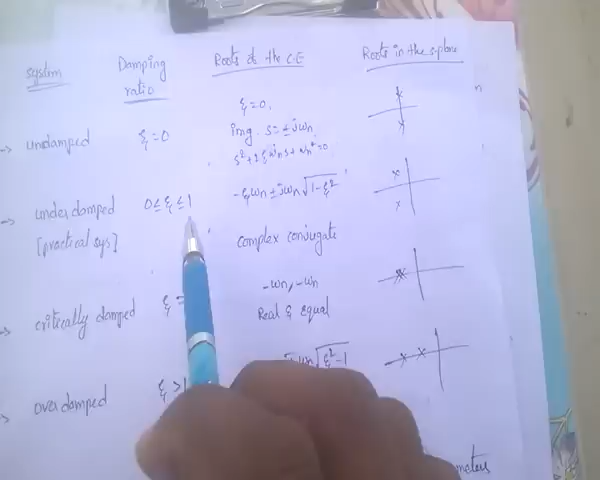 system
Damping ratio
Roots of the C.E
Roots in the s-plane
-> undamped
ξ = 0
ξ = 0,
img. s = ± jωn
s² + 2ξωn s + ωn² = 0
-> underdamped
[practical sys]
0 ≤ ξ ≤ 1
-ξωn ± jωn √1-ξ²
complex conjugate
-> critically damped
ξ =
-ωn, -ωn
Real & Equal
-> overdamped
ξ > 1
ωn √ξ²-1